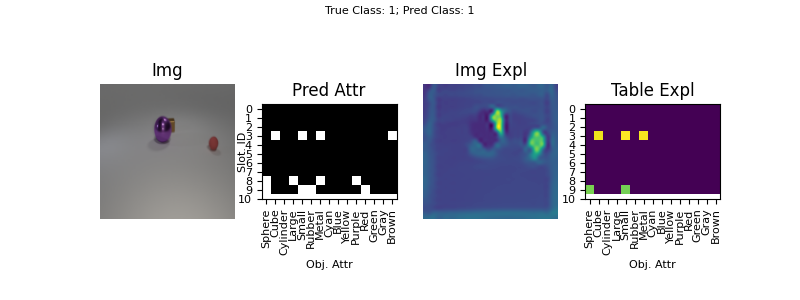 True Class: 1; Pred Class: 1
Img
Pred Attr
Img Expl
Table Expl
Slot. ID
0
1
2
3
4
5
6
7
8
9
10
Sphere
Cube
Cylinder
Large
Small
Rubber
Metal
Cyan
Blue
Yellow
Purple
Red
Green
Gray
Brown
Obj. Attr
0
1
2
3
4
5
6
7
8
9
10
Sphere
Cube
Cylinder
Large
Small
Rubber
Metal
Cyan
Blue
Yellow
Purple
Red
Green
Gray
Brown
Obj. Attr